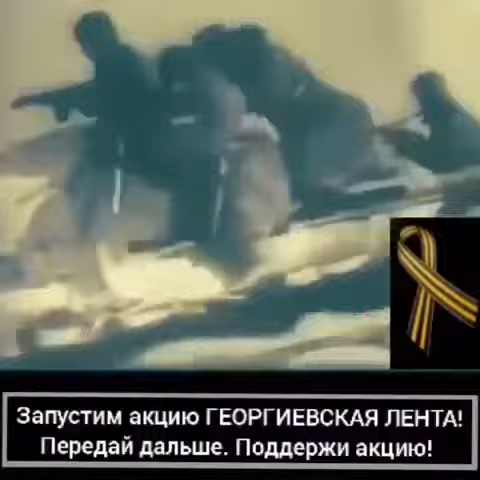 Запустим акцию ГЕОРГИЕВСКАЯ ЛЕНТА!
Передай дальше. Поддержи акцию!